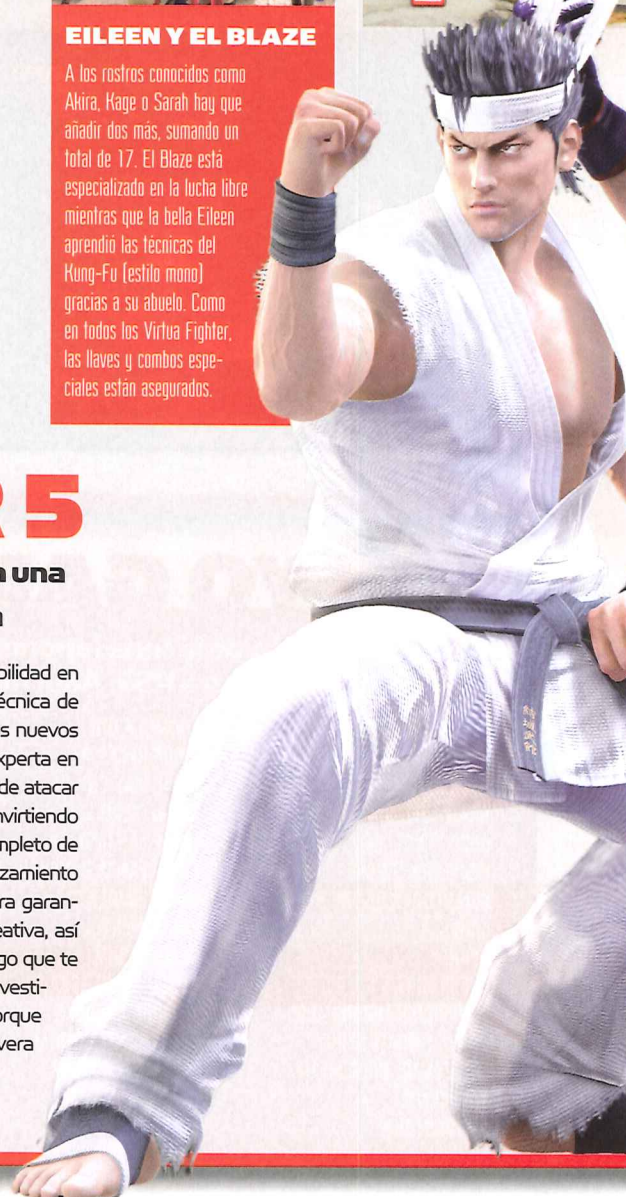 EILEEN Y EL BLAZE
A los rostros conocidos como
Akira, Kage o Sarah hay que
añadir dos más, sumando un
total de 17. El Blaze está
especializado en la lucha libre
mientras que la bella Eileen
aprendió las técnicas del
Kung-Fu (estilo mono)
gracias a su abuelo. Como
en todos los Virtua Fighter,
las llaves y combos espe-
ciales están asegurados.
R 5
a una
bilidad en
écnica de
s nuevos
xperta en
de atacar
nvirtiendo
mpleto de
zamiento
ra garan-
eativa, así
go que te
vesti-
orque
vera